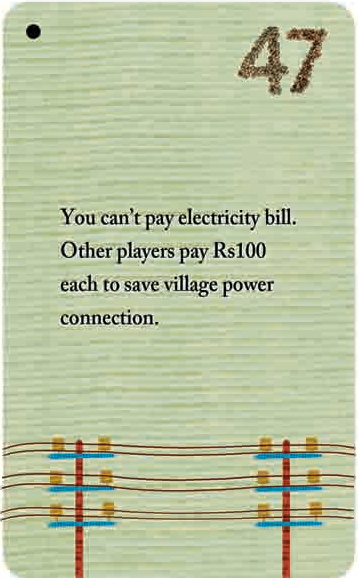 47
You can't pay electricity bill.
Other players pay Rs100
each to save village power
connection.